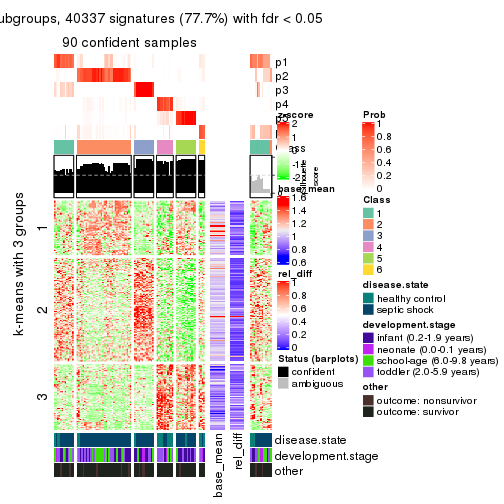 ubgroups, 40337 signatures (77.7%) with fdr < 0.05
90 confident samples
p1
p2
p3
p4
k-means with 3 groups
1
2
3
z-score
2
1
0
-1
-2
Class
silhouette
score
base_mean
1.6
1.4
1.2
1
0.8
0.6
rel_diff
1
0.8
0.6
0.4
0.2
0
Status (barplots)
confident
ambiguous
Prob
1
0.8
0.6
0.4
0.2
0
Class
1
2
3
4
5
6
disease.state
healthy control
septic shock
development.stage
infant (0.2-1.9 years)
neonate (0.0-0.1 years)
school-age (6.0-9.8 years)
toddler (2.0-5.9 years)
other
outcome: nonsurvivor
outcome: survivor
disease.state
development.stage
other
base_mean
rel_diff